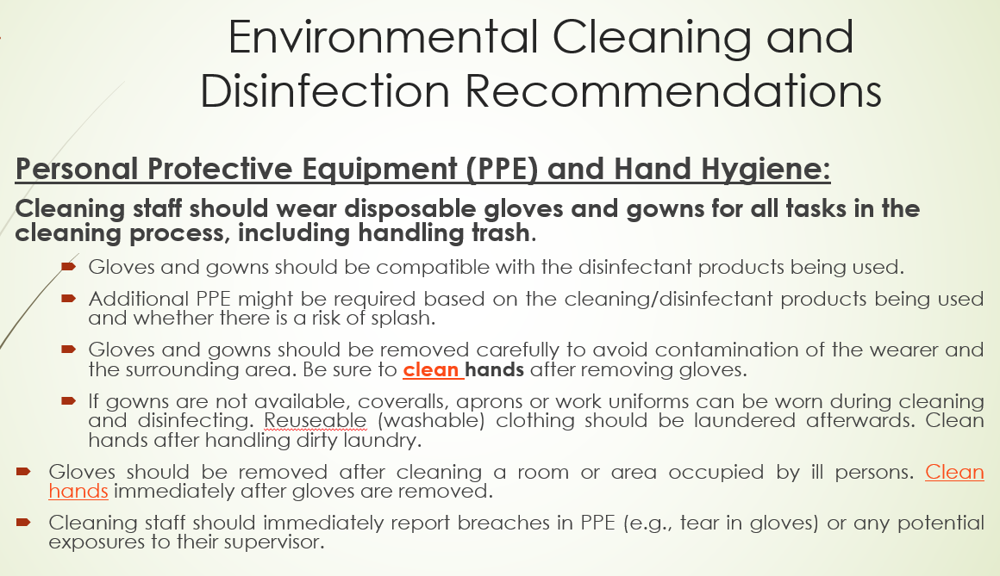 Environmental Cleaning and
Disinfection Recommendations
Personal Protective Equipment (PPE) and Hand Hygiene:
Cleaning staff should wear disposable gloves and gowns for all tasks in the
cleaning process, including handling trash.
Gloves and gowns should be compatible with the disinfectant products being used.
Additional PPE might be required based on the cleaning/disinfectant products being used
and whether there is a risk of splash.
Gloves and gowns should be removed carefully to avoid contamination of the wearer and
the surrounding area. Be sure to clean hands after removing gloves.
If gowns are not available, coveralls, aprons or work uniforms can be worn during cleaning
and disinfecting. Reuseable (washable) clothing should be laundered afterwards. Clean
hands after handling dirty laundry.
Gloves should be removed after cleaning a room or area occupied by ill persons. Clean
hands immediately after gloves are removed.
Cleaning staff should immediately report breaches in PPE (e.g., tear in gloves) or any potential
exposures to their supervisor.